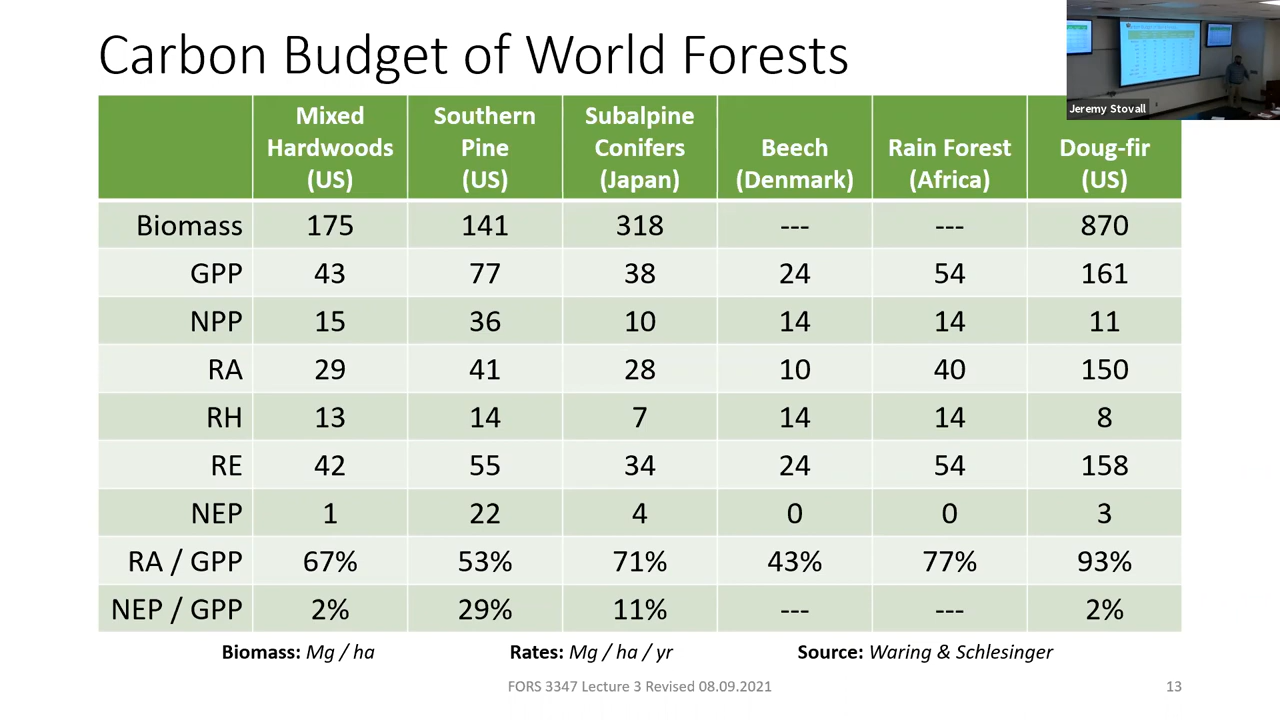 Carbon Budget of World Forests
Jeremy Stovall
Mixed Hardwoods (US) Southern Pine (US) Subalpine Conifers (Japan) Beech (Denmark) Rain Forest (Africa) Doug-fir (US)
Biomass 175 141 318 --- --- 870
GPP 43 77 38 24 54 161
NPP 15 36 10 14 14 11
RA 29 41 28 10 40 150
RH 13 14 7 14 14 8
RE 42 55 34 24 54 158
NEP 1 22 4 0 0 3
RA / GPP 67% 53% 71% 43% 77% 93%
NEP / GPP 2% 29% 11% --- --- 2%
Biomass: Mg / ha Rates: Mg / ha / yr Source: Waring & Schlesinger
FORS 3347 Lecture 3 Revised 08.09.2021 13